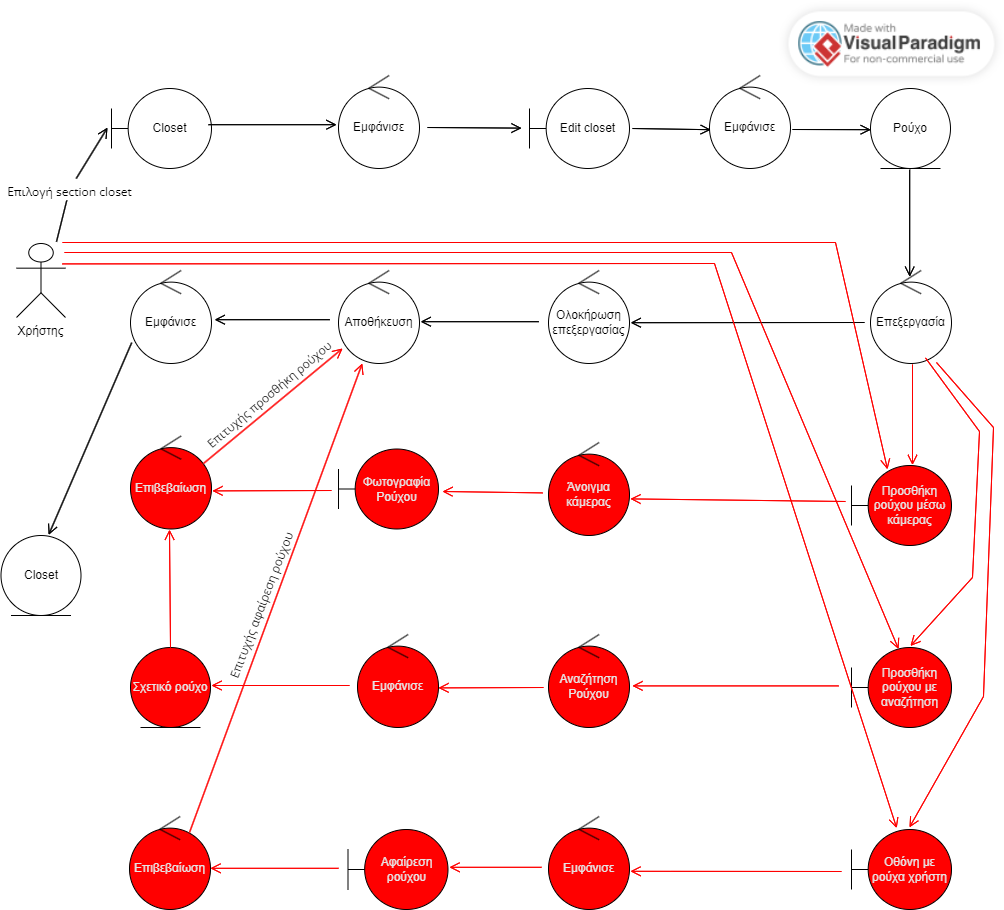 Made with
VisualParadigm
For non-commercial use
Closet
Εμφάνισε
Edit closet
Εμφάνισε
Ρούχο
Επιλογή section closet
Χρήστης
Εμφάνισε
Αποθήκευση
Ολοκήρωση
επεξεργασίας
Επεξεργασία
Επιτυχής προσθήκη ρούχου
Επιβεβαίωση
Φωτογραφία
Ρούχου
Άνοιγμα
κάμερας
Προσθήκη
ρούχου μέσω
κάμερας
Closet
Επιτυχής αφαίρεση ρούχου
Σχετικό ρούχο
Εμφάνισε
Αναζήτηση
Ρούχου
Προσθήκη
ρούχου με
αναζήτηση
Επιβεβαίωση
Αφαίρεση
ρούχου
Εμφάνισε
Οθόνη με
ρούχα χρήστη